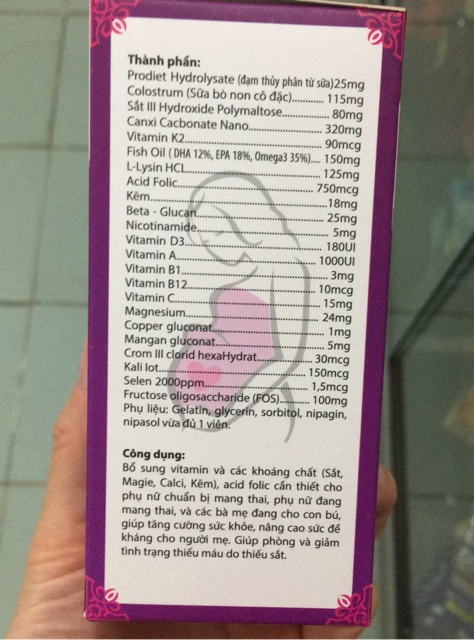 Thành phần:
Prodiet Hydrolysate (đạm thủy phân từ sữa)25mg
Colostrum (Sữa bò non cô đặc)........... 115mg
Sắt III Hydroxide Polymaltose............... 80mg
Canxi Cacbonate Nano........................ 320mg
Vitamin K2............................................. 90mcg
Fish Oil ( DHA 12%, EPA 18%, Omega3 35%).... 150mg
L-Lysin HCL........................................... 125mg
Acid Folic.............................................. 750mcg
Kẽm..........................................................18mg
Beta - Glucan......................................... 25mg
Nicotinamide........................................... 5mg
Vitamin D3............................................ 180UI
Vitamin A............................................. 1000UI
Vitamin B1................................................ 3mg
Vitamin B12.......................................... 10mcg
Vitamin C................................................ 15mg
Magnesium............................................. 24mg
Copper gluconat...................................... 1mg
Mangan gluconat..................................... 5mg
Crom III clorid hexaHydrat................. 30mcg
Kali Iot.................................................. 150mcg
Selen 2000ppm.................................... 1,5mcg
Fructose oligosaccharide (FOS).......... 100mg
Phụ liệu: Gelatin, glycerin, sorbitol, nipagin,
nipasol vừa đủ 1 viên.
Công dụng:
Bổ sung vitamin và các khoáng chất (Sắt,
Magie, Calci, Kẽm), acid folic cần thiết cho
phụ nữ chuẩn bị mang thai, phụ nữ đang
mang thai, và các bà mẹ đang cho con bú,
giúp tăng cường sức khỏe, nâng cao sức đề
kháng cho người mẹ. Giúp phòng và giảm
tình trạng thiếu máu do thiếu sắt.